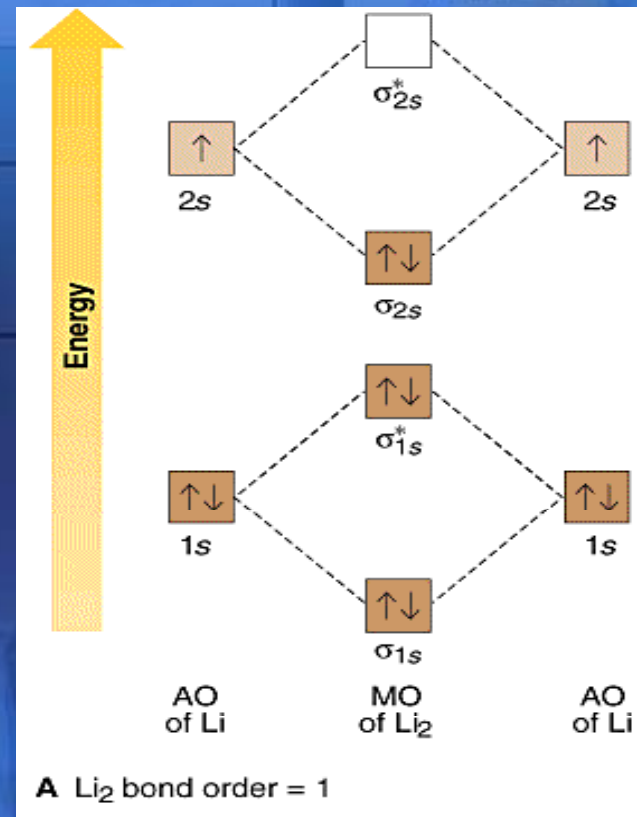 σ*2s
↑
↑
2s
2s
↑↓
σ2s
Energy
↑↓
σ*1s
↑↓
↑↓
1s
1s
↑↓
σ1s
AO of Li
MO of Li2
AO of Li
A Li2 bond order = 1